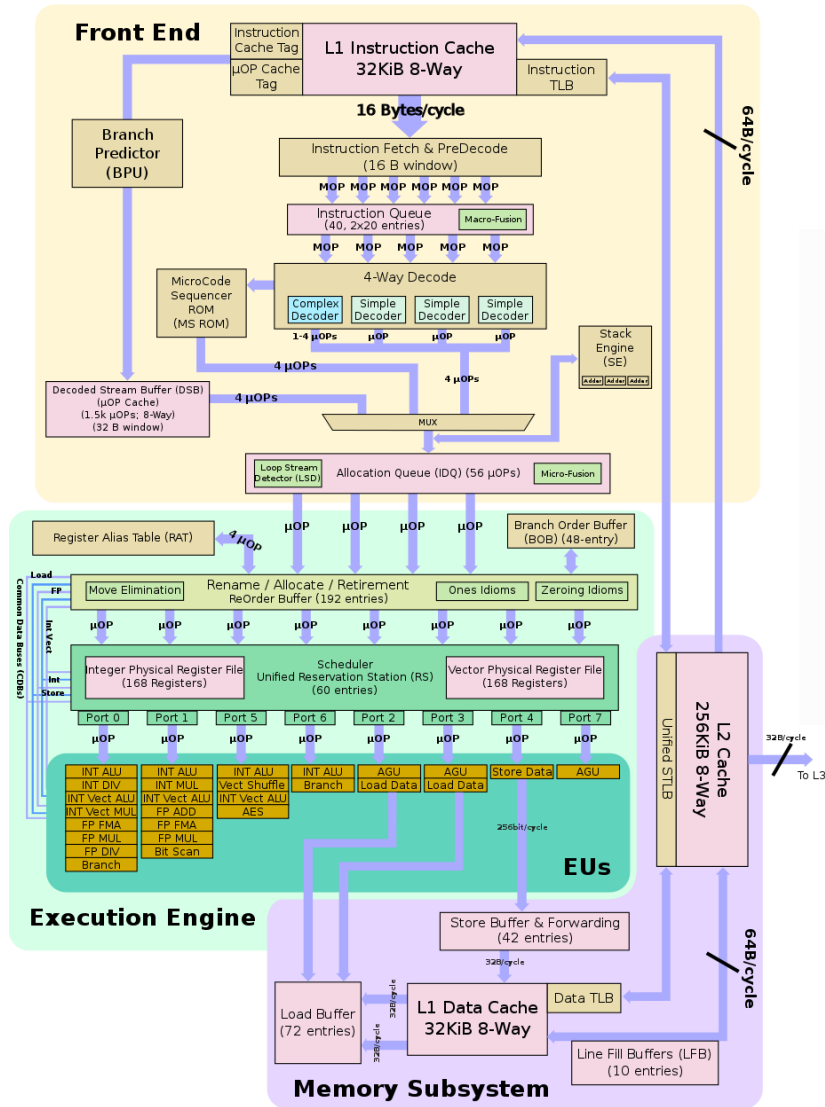 Front End
Instruction
Cache Tag
µOP Cache
Tag
L1 Instruction Cache
32KiB 8-Way
Instruction
TLB
16 Bytes/cycle
64B/cycle
Branch
Predictor
(BPU)
Instruction Fetch & PreDecode
(16 B window)
MOP MOP MOP MOP MOP MOP
Instruction Queue
(40, 2x20 entries)
Macro-Fusion
MOP MOP MOP MOP MOP
4-Way Decode
MicroCode
Sequencer
ROM
(MS ROM)
Complex
Decoder
Simple
Decoder
Simple
Decoder
Simple
Decoder
1-4 µOPs µOP µOP µOP
Stack
Engine
(SE)
Adder Adder Adder
4 µOPs
4 µOPs
4 µOPs
Decoded Stream Buffer (DSB)
(µOP Cache)
(1.5k µOPs; 8-Way)
(32 B window)
MUX
Loop Stream
Detector (LSD)
Allocation Queue (IDQ) (56 µOPs)
Micro-Fusion
µOP µOP µOP µOP
Register Alias Table (RAT)
4 µOP
Branch Order Buffer
(BOB) (48-entry)
Rename / Allocate / Retirement
ReOrder Buffer (192 entries)
Move Elimination
Ones Idioms
Zeroing Idioms
Load
FP
Common Data Buses (CDBs)
Int Vect
Int
Store
µOP µOP µOP µOP µOP µOP µOP µOP
Integer Physical Register File
(168 Registers)
Scheduler
Unified Reservation Station (RS)
(60 entries)
Vector Physical Register File
(168 Registers)
Port 0 Port 1 Port 5 Port 6 Port 2 Port 3 Port 4 Port 7
µOP µOP µOP µOP µOP µOP µOP µOP
INT ALU
INT DIV
INT Vect ALU
INT Vect MUL
FP FMA
FP MUL
FP DIV
Branch
INT ALU
INT MUL
INT Vect ALU
FP ADD
FP FMA
FP MUL
Bit Scan
INT ALU
Vect Shuffle
INT Vect ALU
AES
INT ALU
Branch
AGU
Load Data
AGU
Load Data
Store Data
AGU
256bit/cycle
EUs
Execution Engine
Unified STLB
L2 Cache
256KiB 8-Way
32B/cycle
To L3
Store Buffer & Forwarding
(42 entries)
32B/cycle
64B/cycle
Load Buffer
(72 entries)
32B/cycle
32B/cycle
L1 Data Cache
32KiB 8-Way
Data TLB
Line Fill Buffers (LFB)
(10 entries)
Memory Subsystem